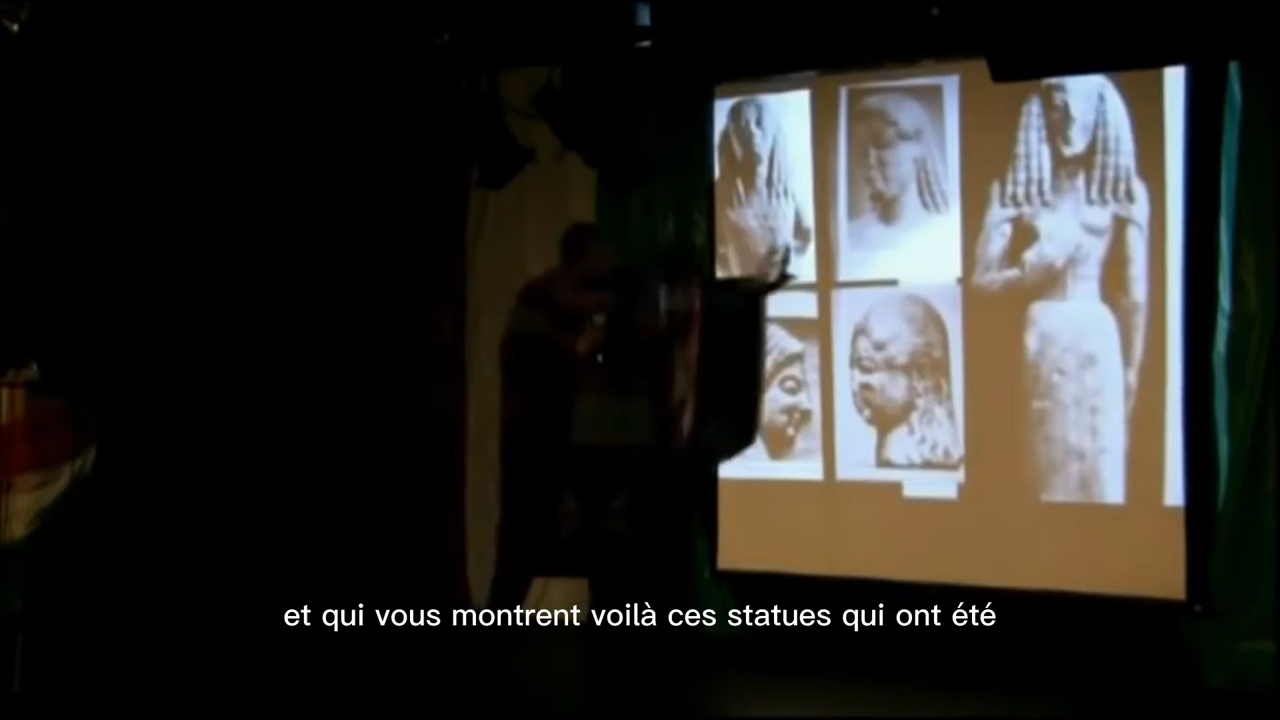 et qui vous montrent voilà ces statues qui ont été